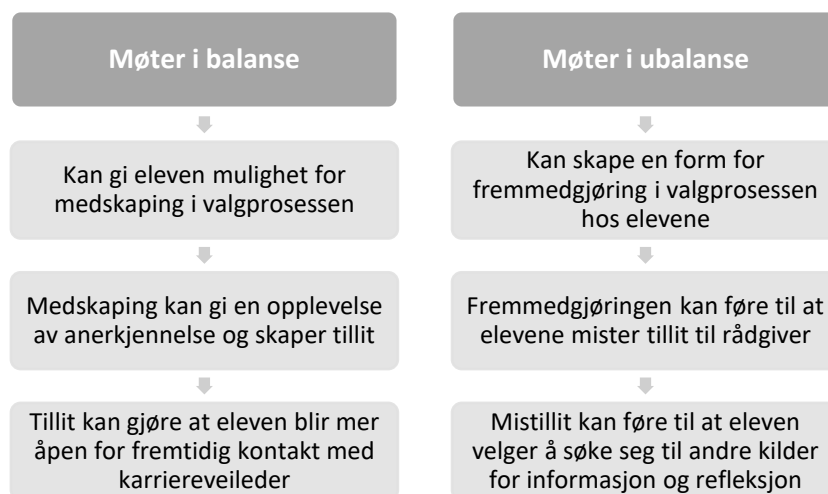 Møter i balanse
Kan gi eleven mulighet for
medskaping i valgprosessen
Medskaping kan gi en opplevelse
av anerkjennelse og skaper tillit
Tillit kan gjøre at eleven blir mer
åpen for fremtidig kontakt med
karriereveileder
Møter i ubalanse
Kan skape en form for
fremmedgjøring i valgprosessen
hos elevene
Fremmedgjøringen kan føre til at
elevene mister tillit til rådgiver
Mistillit kan føre til at eleven
velger å søke seg til andre kilder
for informasjon og refleksjon